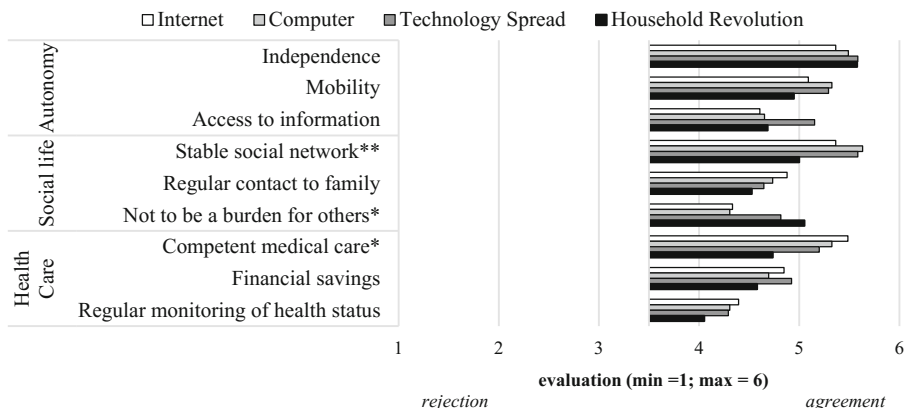 Internet Computer Technology Spread Household Revolution
Autonomy
Independence
Mobility
Access to information
Social life
Stable social network**
Regular contact to family
Not to be a burden for others*
Health
Care
Competent medical care*
Financial savings
Regular monitoring of health status
1 2 3 4 5 6
evaluation (min =1; max = 6)
rejection agreement